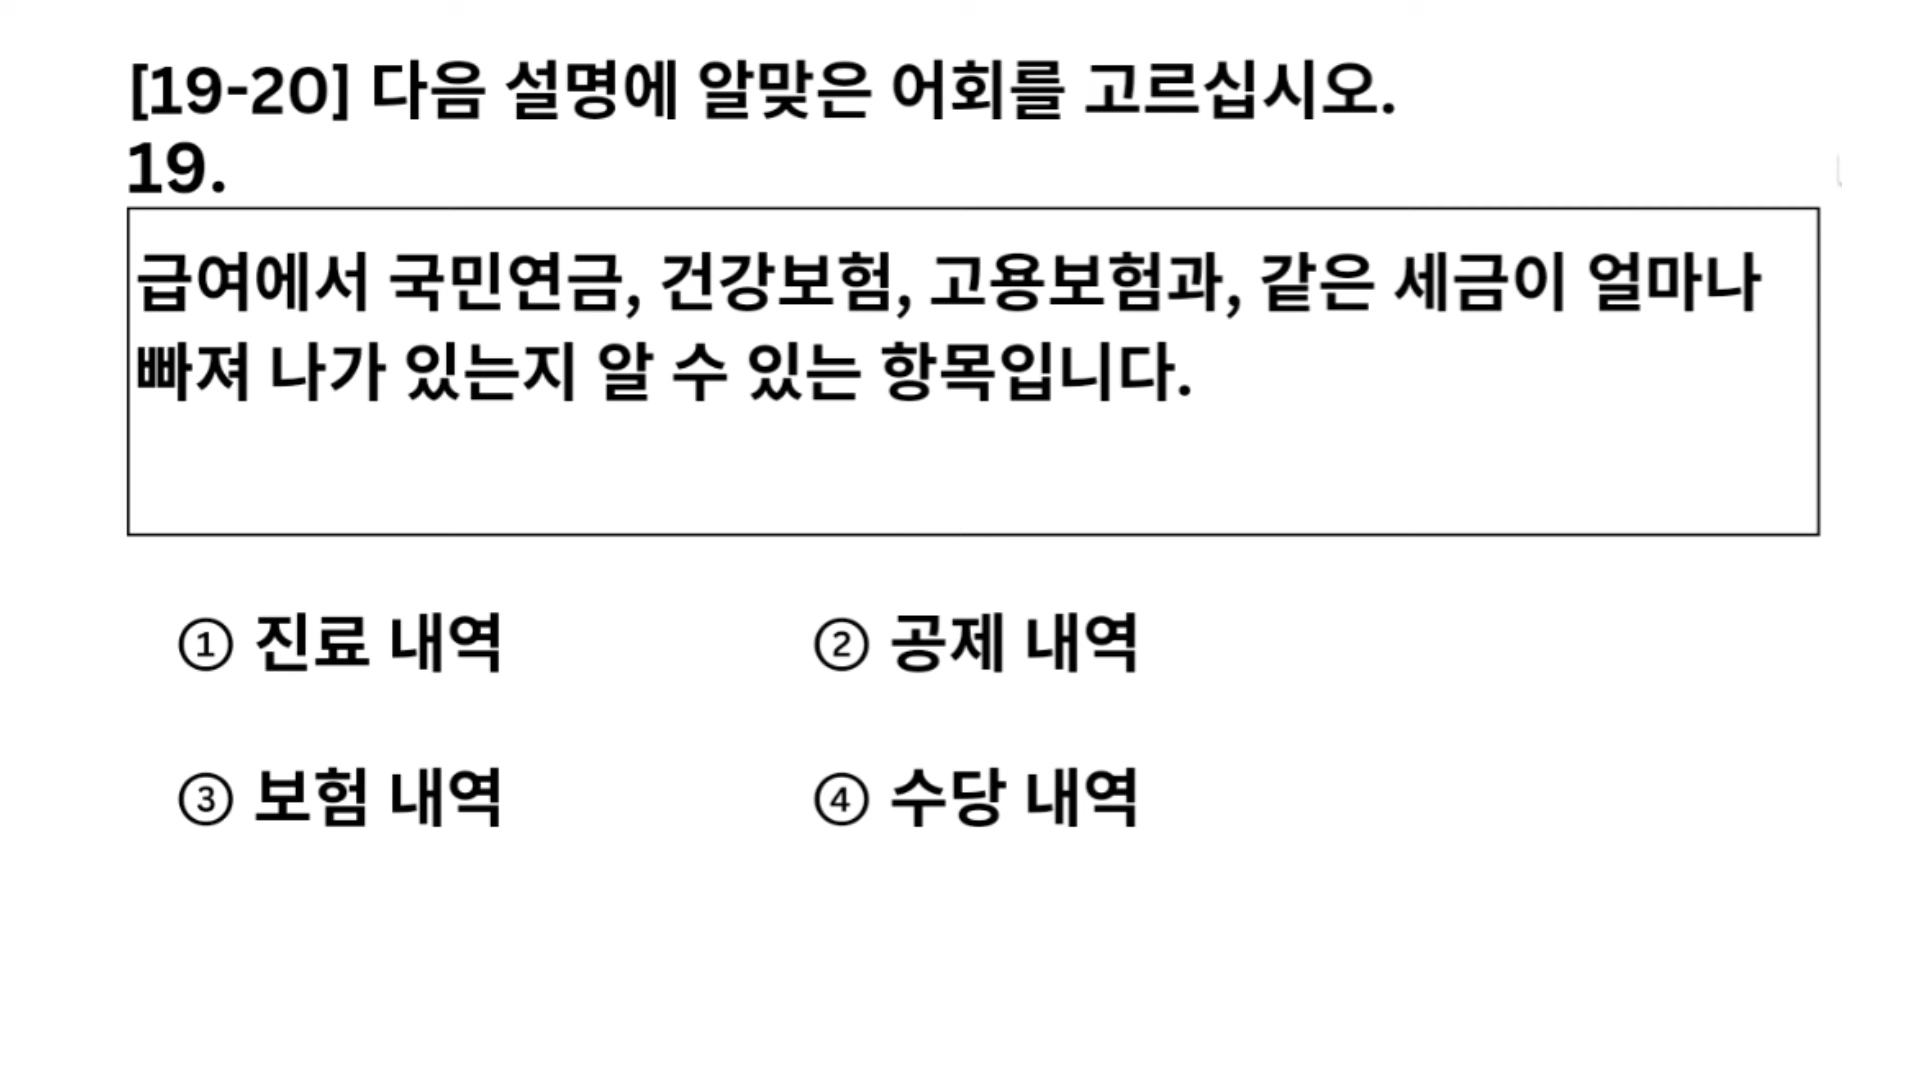 [19-20] 다음 설명에 알맞은 어회를 고르십시오.
19.
급여에서 국민연금, 건강보험, 고용보험과, 같은 세금이 얼마나
빠져 나가 있는지 알 수 있는 항목입니다.
① 진료 내역
② 공제 내역
③ 보험 내역
④ 수당 내역